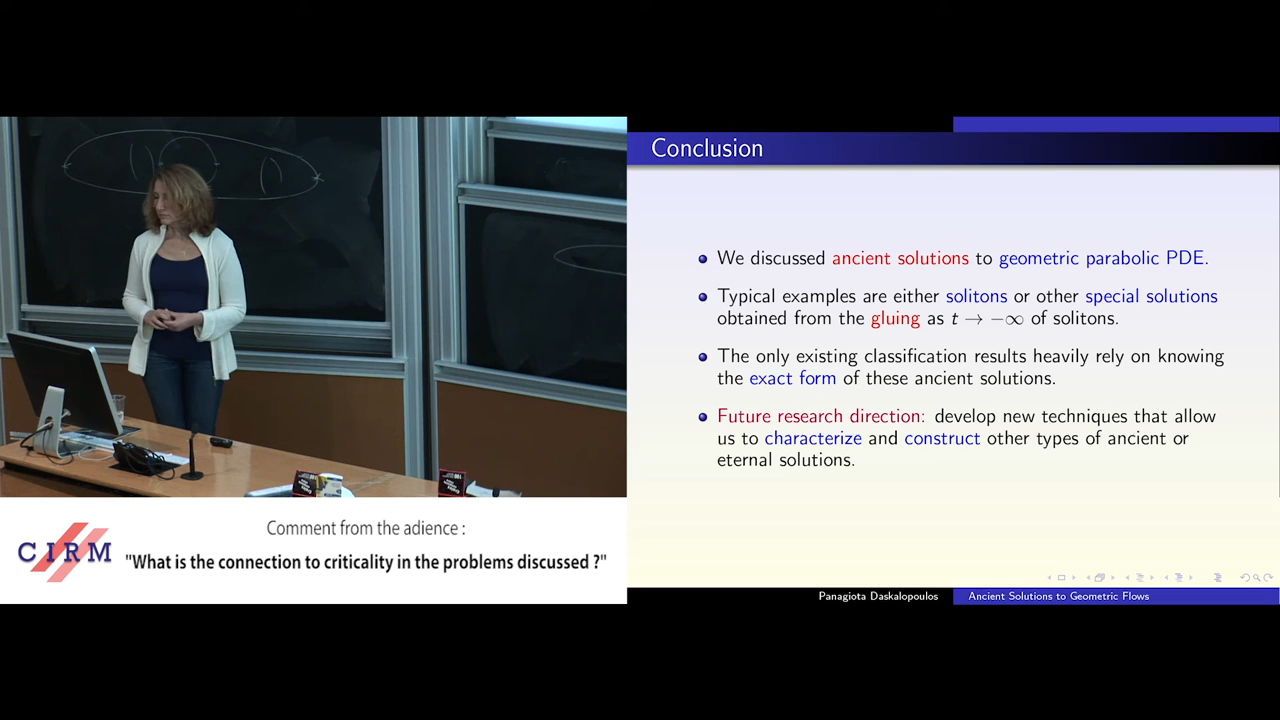 Conclusion
We discussed ancient solutions to geometric parabolic PDE.
Typical examples are either solitons or other special solutions
obtained from the gluing as t → −∞ of solitons.
The only existing classification results heavily rely on knowing
the exact form of these ancient solutions.
Future research direction: develop new techniques that allow
us to characterize and construct other types of ancient or
eternal solutions.
Panagiota Daskalopoulos
Ancient Solutions to Geometric Flows
CIRM
Comment from the adience :
"What is the connection to criticality in the problems discussed ?"